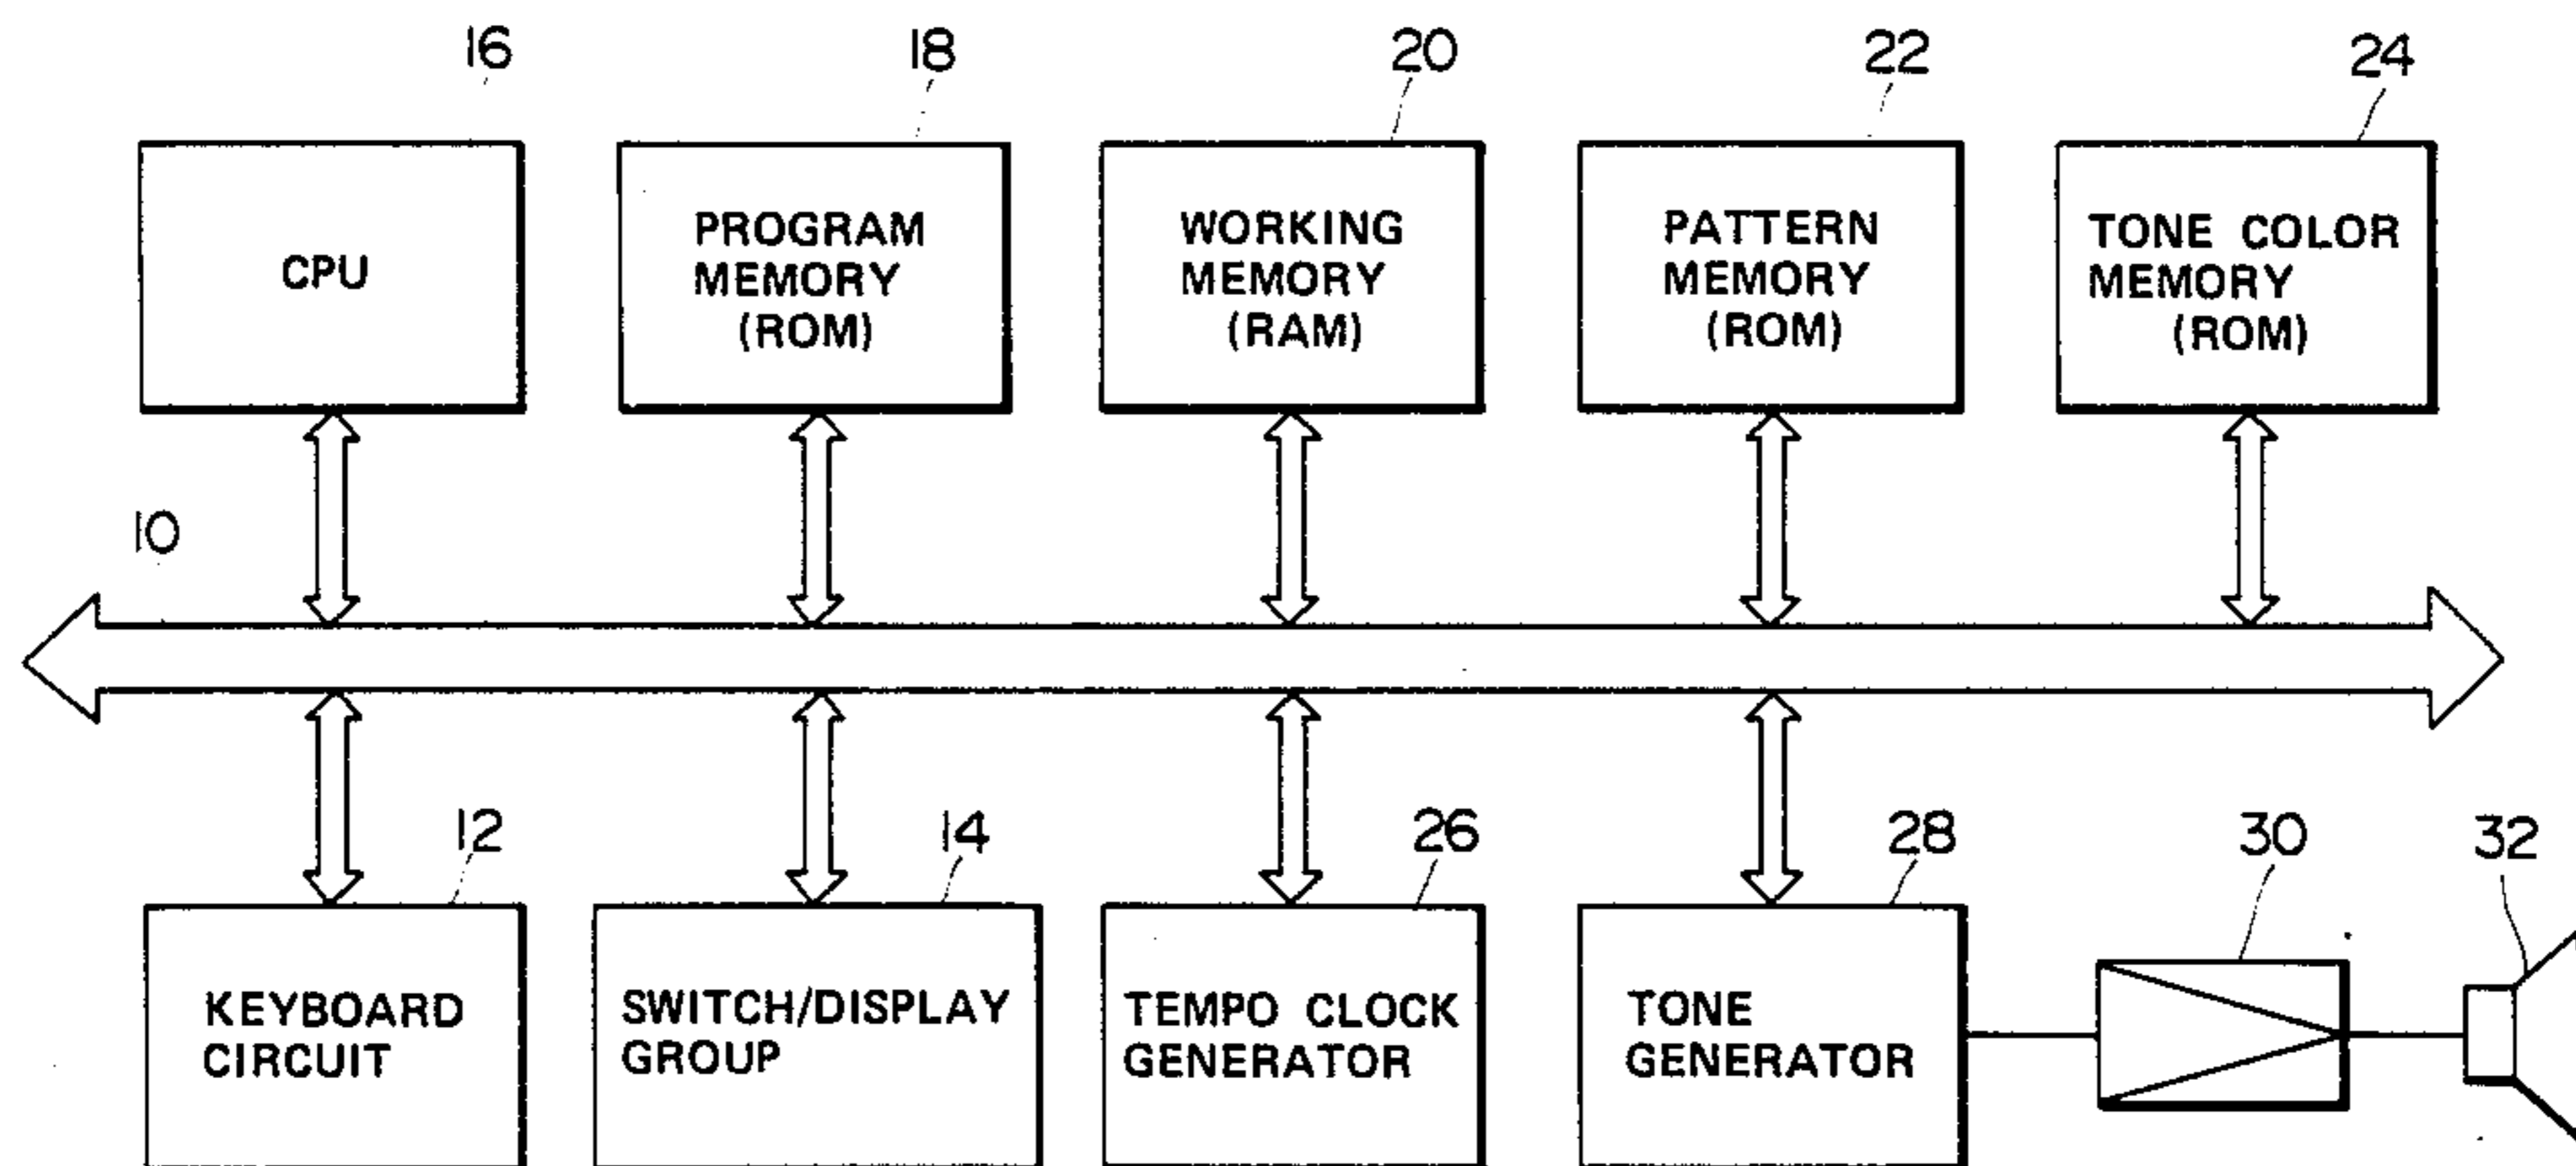 16
18
20
22
24
CPU
PROGRAM
MEMORY
(ROM)
WORKING
MEMORY
(RAM)
PATTERN
MEMORY
(ROM)
TONE COLOR
MEMORY
(ROM)
10
12
14
26
28
30
32
KEYBOARD
CIRCUIT
SWITCH/DISPLAY
GROUP
TEMPO CLOCK
GENERATOR
TONE
GENERATOR